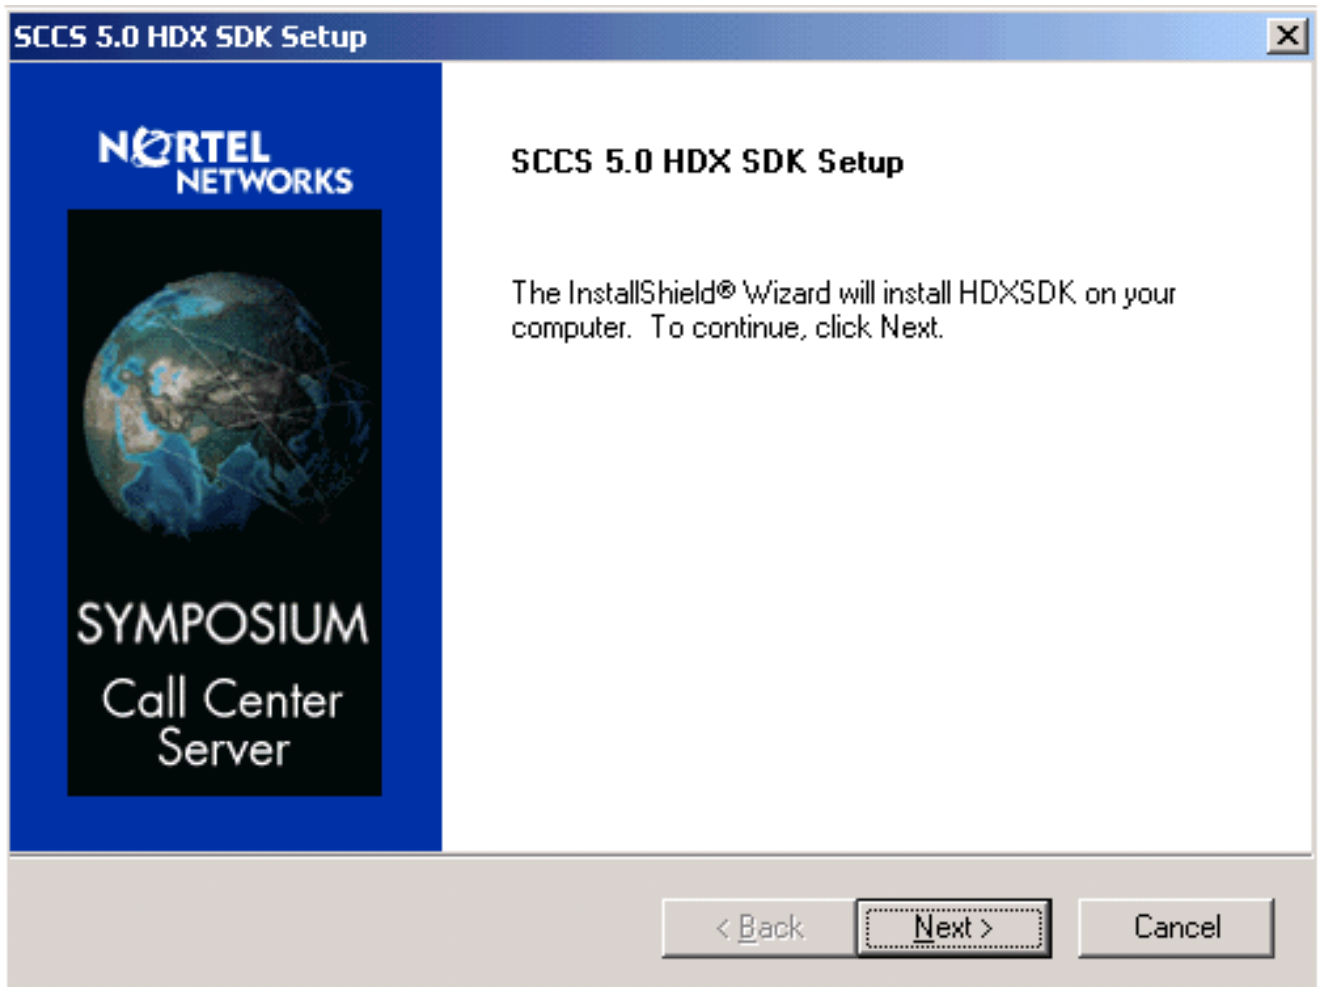 SCCS 5.0 HDX SDK Setup
NORTEL
NETWORKS
SYMPOSIUM
Call Center
Server
SCCS 5.0 HDX SDK Setup
The InstallShield® Wizard will install HDXSDK on your
computer.  To continue, click Next.
< Back
Next >
Cancel